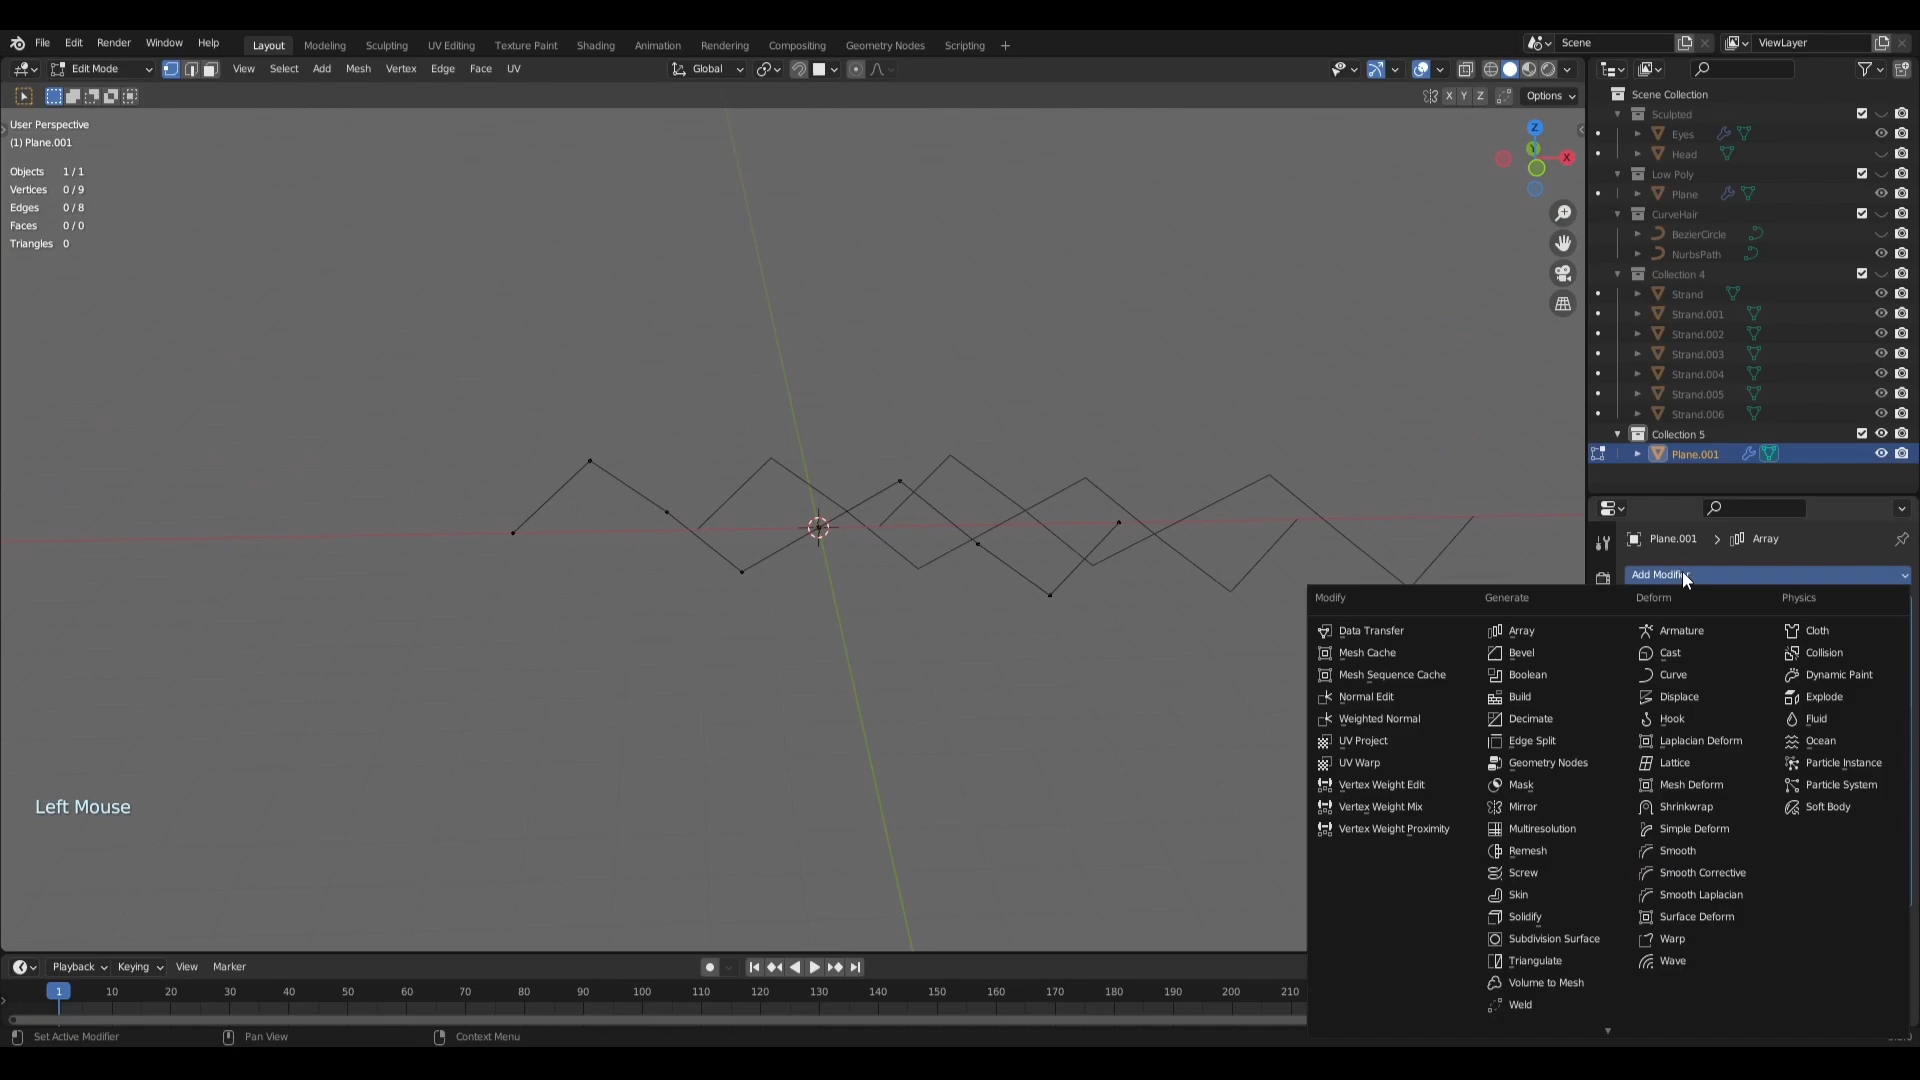 File Edit Render Window Help Layout Modeling Sculpting UV Editing Texture Paint Shading Animation Rendering Compositing Geometry Nodes Scripting + Scene ViewLayer
Edit Mode View Select Add Mesh Vertex Edge Face UV Global
X Y Z Options
User Perspective
(1) Plane.001
Objects 1 / 1
Vertices 0 / 9
Edges 0 / 8
Faces 0 / 0
Triangles 0
Z
Y
X
Scene Collection
Sculpted
Eyes
Head
Low Poly
Plane
CurveHair
BezierCircle
NurbsPath
Collection 4
Strand
Strand.001
Strand.002
Strand.003
Strand.004
Strand.005
Strand.006
Collection 5
Plane.001
Plane.001 > Array
Modify
Data Transfer
Mesh Cache
Mesh Sequence Cache
Normal Edit
Weighted Normal
UV Project
UV Warp
Vertex Weight Edit
Vertex Weight Mix
Vertex Weight Proximity
Generate
Array
Bevel
Boolean
Build
Decimate
Edge Split
Geometry Nodes
Mask
Mirror
Multiresolution
Remesh
Screw
Skin
Solidify
Subdivision Surface
Triangulate
Volume to Mesh
Weld
Deform
Armature
Cast
Curve
Displace
Hook
Laplacian Deform
Lattice
Mesh Deform
Shrinkwrap
Simple Deform
Smooth
Smooth Corrective
Smooth Laplacian
Surface Deform
Warp
Wave
Physics
Cloth
Collision
Dynamic Paint
Explode
Fluid
Ocean
Particle Instance
Particle System
Soft Body
Left Mouse
Playback Keying View Marker
1 10 20 30 40 50 60 70 80 90 100 110 120 130 140 150 160 170 180 190 200 210
Set Active Modifier Pan View Context Menu